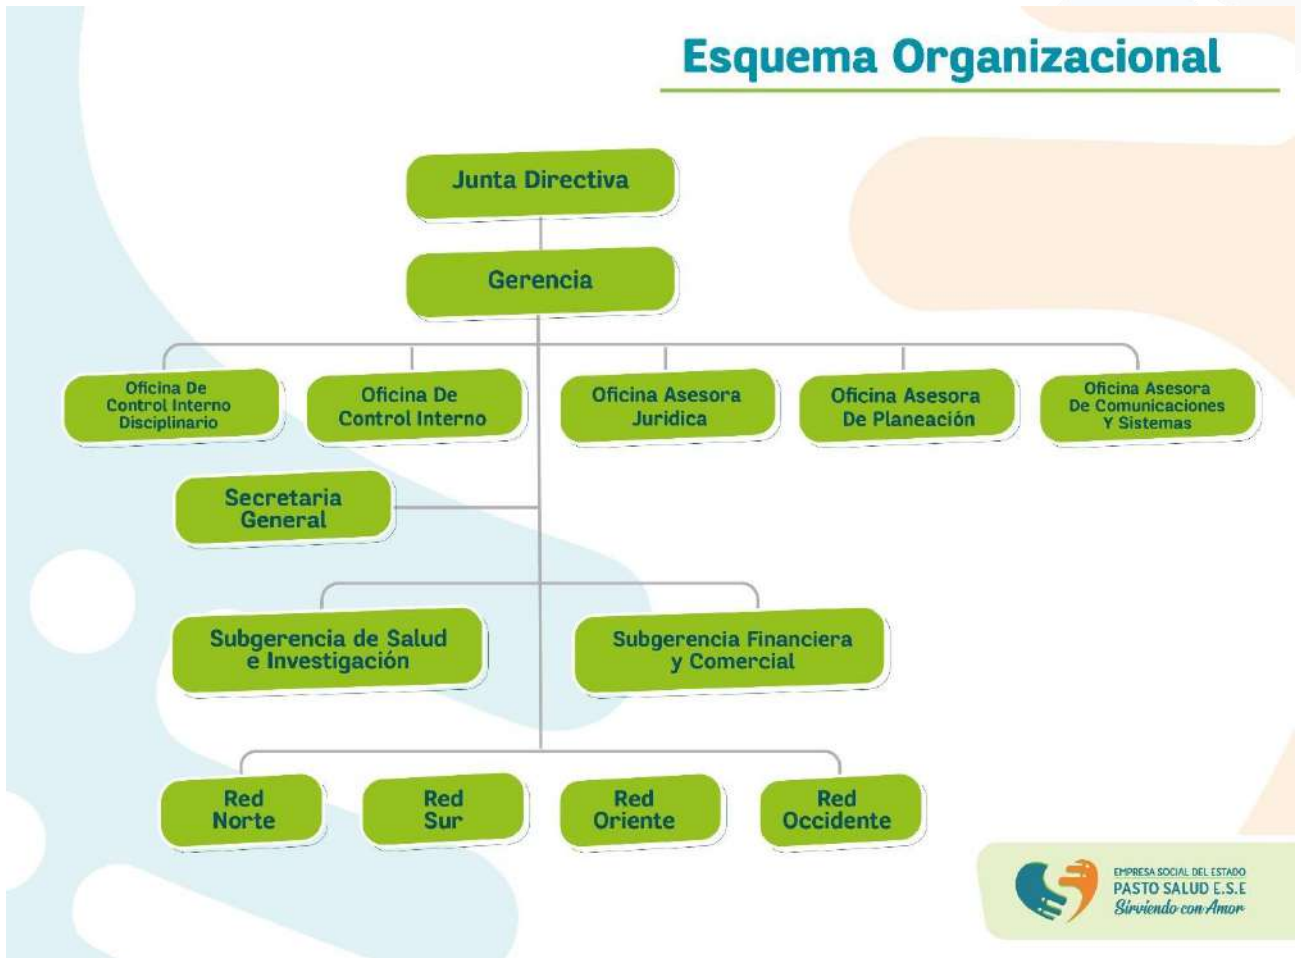 Esquema Organizacional
Junta Directiva
Gerencia
Oficina De
Control Interno
Disciplinario
Oficina De
Control Interno
Oficina Asesora
Juridica
Oficina Asesora
De Planeación
Oficina Asesora
De Comunicaciones
Y Sistemas
Secretaria
General
Subgerencia de Salud
e Investigación
Subgerencia Financiera
y Comercial
Red
Norte
Red
Sur
Red
Oriente
Red
Occidente
EMPRESA SOCIAL DEL ESTADO
PASTO SALUD E.S.E
Sirviendo con Amor